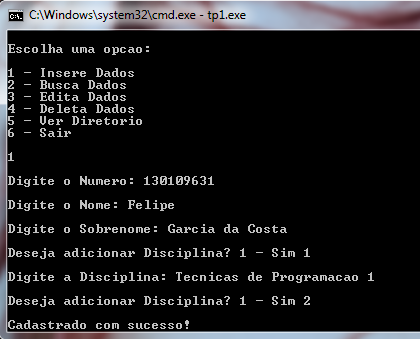 C:\Windows\system32\cmd.exe - tp1.exe
Escolha uma opcao:
1 - Insere Dados
2 - Busca Dados
3 - Edita Dados
4 - Deleta Dados
5 - Ver Diretorio
6 - Sair
1
Digite o Numero: 130109631
Digite o Nome: Felipe
Digite o Sobrenome: Garcia da Costa
Deseja adicionar Disciplina? 1 - Sim 1
Digite a Disciplina: Tecnicas de Programacao 1
Deseja adicionar Disciplina? 1 - Sim 2
Cadastrado com sucesso!